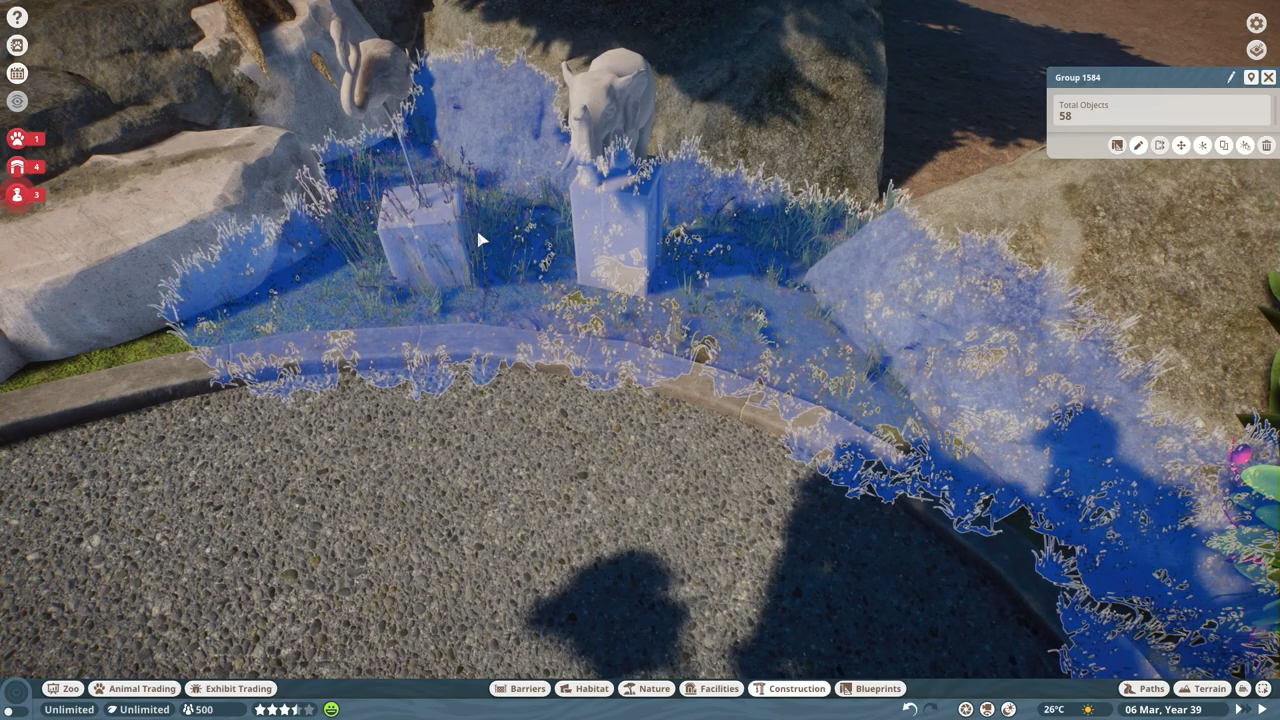 ?
1
4
3
Group 1584
Total Objects
58
Zoo
Animal Trading
Exhibit Trading
Barriers
Habitat
Nature
Facilities
Construction
Blueprints
Paths
Terrain
Unlimited
Unlimited
500
26°C
06 Mar, Year 39